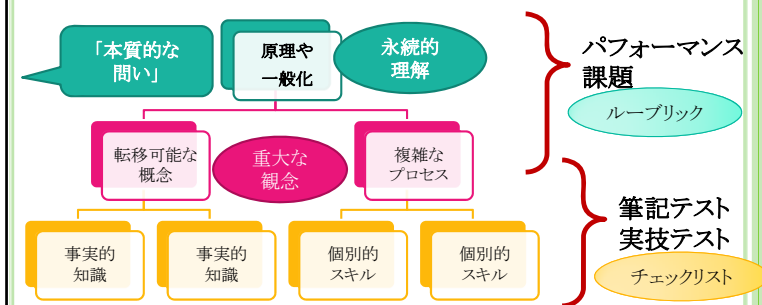 「本質的な
問い」
原理や
一般化
永続的
理解
パフォーマンス
課題
ルーブリック
転移可能な
概念
重大な
観念
複雑な
プロセス
事実的
知識
事実的
知識
個別的
スキル
個別的
スキル
筆記テスト
実技テスト
チェックリスト